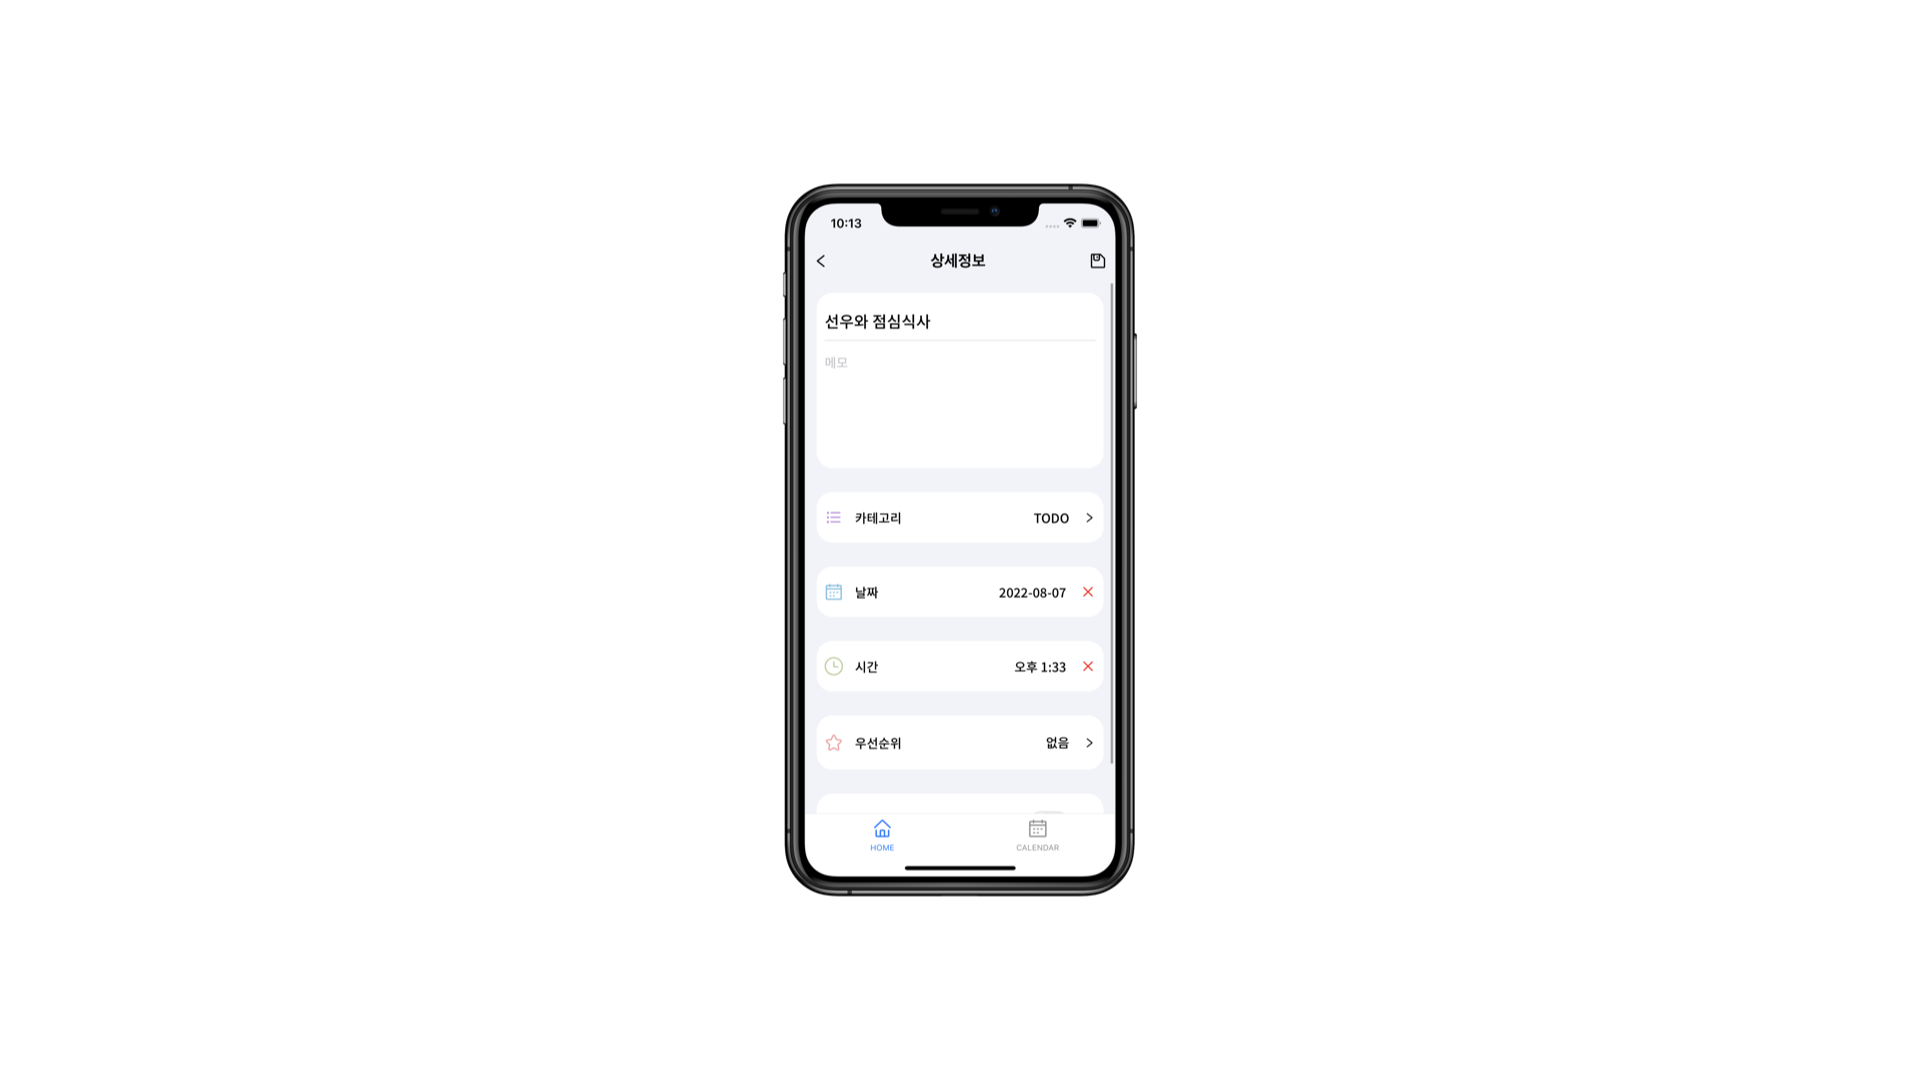 10:13
상세정보
선우와 점심식사
메모
카테고리 TODO
날짜 2022-08-07
시간 오후 1:33
우선순위 없음
HOME CALENDAR